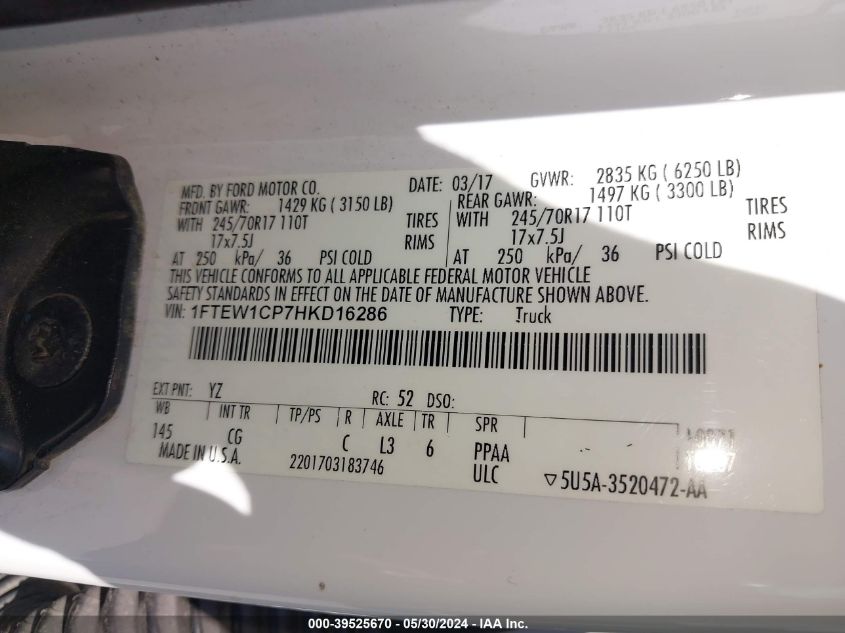 MFD. BY FORD MOTOR CO. DATE: 03/17 GVWR: 2835 KG ( 6250 LB)
FRONT GAWR: 1429 KG ( 3150 LB) REAR GAWR: 1497 KG ( 3300 LB)
WITH 245/70R17 110T TIRES WITH 245/70R17 110T TIRES
17x7.5J RIMS 17x7.5J RIMS
AT 250 kPa/ 36 PSI COLD AT 250 kPa/ 36 PSI COLD
THIS VEHICLE CONFORMS TO ALL APPLICABLE FEDERAL MOTOR VEHICLE
SAFETY STANDARDS IN EFFECT ON THE DATE OF MANUFACTURE SHOWN ABOVE.
VIN: 1FTEW1CP7HKD16286 TYPE: Truck
EXT PNT: YZ RC: 52 DSO:
WB INT TR TP/PS R AXLE TR SPR
145 CG C L3 6 PPAA
MADE IN U.S.A. 2201703183746 ULC ▽5U5A-3520472-AA
000-39525670 - 05/30/2024 - IAA Inc.